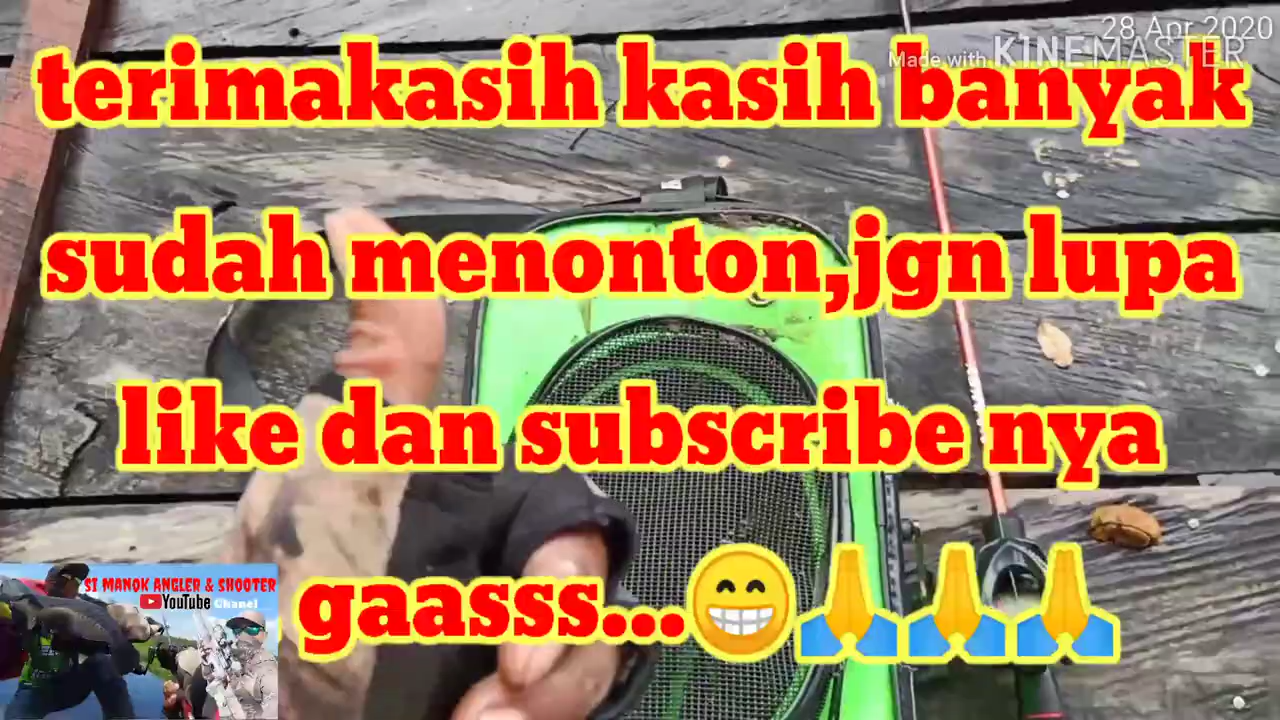 28 Apr 2020
Made with KINEMASTER
terimakasih kasih banyak
sudah menonton,jgn lupa
like dan subscribe nya
gaasss...😁🙏🙏🙏
SI MANOK ANGLER & SHOOTER
YouTube Chanel